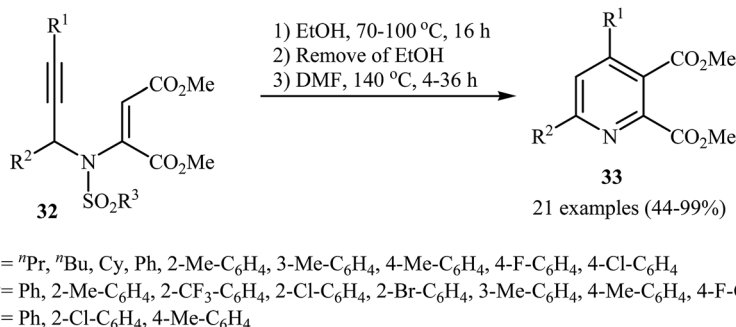 R¹
R²
N
SO₂R³
CO₂Me
CO₂Me
32
1) EtOH, 70-100 °C, 16 h
2) Remove of EtOH
3) DMF, 140 °C, 4-36 h
R¹
CO₂Me
R²
N
CO₂Me
33
21 examples (44-99%)
= ⁿPr, ⁿBu, Cy, Ph, 2-Me-C₆H₄, 3-Me-C₆H₄, 4-Me-C₆H₄, 4-F-C₆H₄, 4-Cl-C₆H₄
= Ph, 2-Me-C₆H₄, 2-CF₃-C₆H₄, 2-Cl-C₆H₄, 2-Br-C₆H₄, 3-Me-C₆H₄, 4-Me-C₆H₄, 4-F-C
= Ph, 2-Cl-C₆H₄, 4-Me-C₆H₄